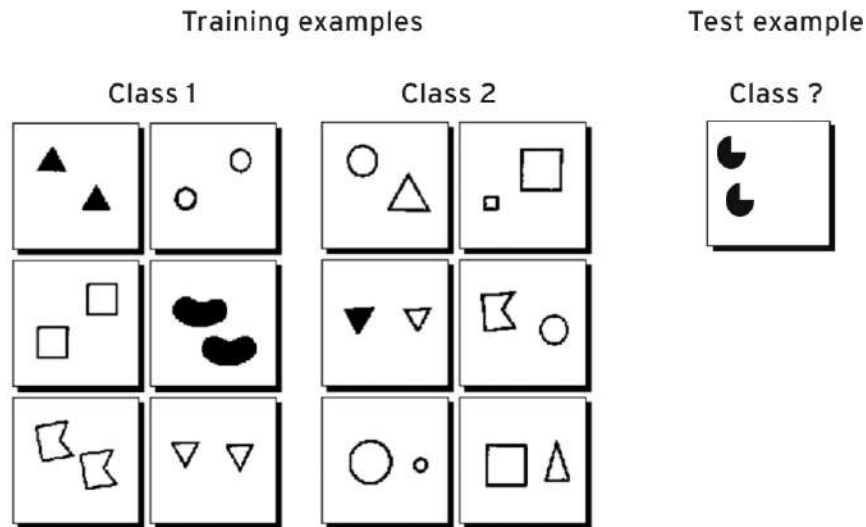 Training examples
Test example
Class 1
Class 2
Class ?